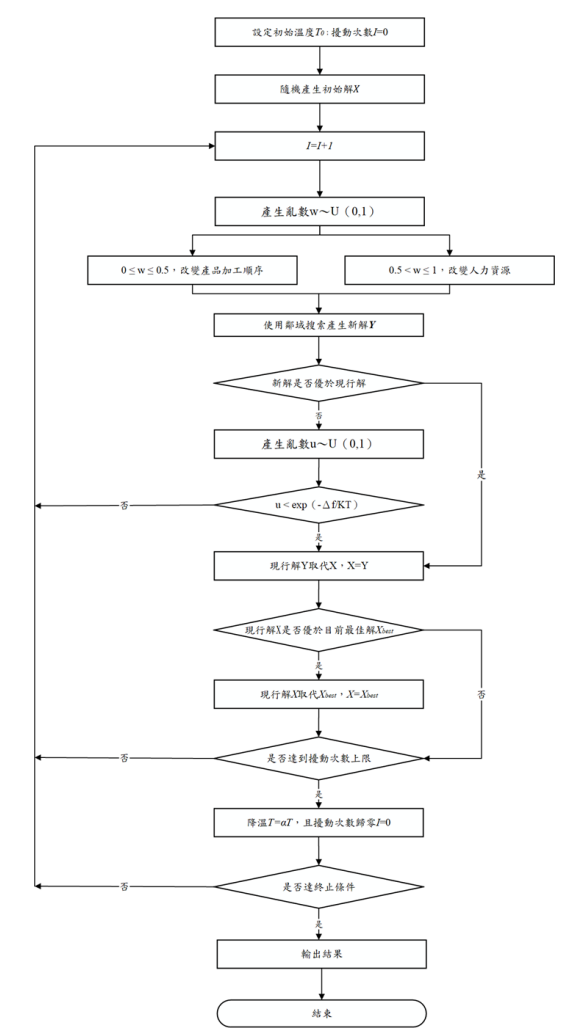 設定初始溫度T0；擾動次數I=0
隨機產生初始解X
I=I+1
產生亂數w～U（0,1）
0 ≤ w ≤ 0.5，改變產品加工順序
0.5 < w ≤ 1，改變人力資源
使用鄰域搜索產生新解Y
新解是否優於現行解
否
是
產生亂數u～U（0,1）
u < exp（-Δf/KT）
否
是
現行解Y取代X，X=Y
現行解X是否優於目前最佳解Xbest
是
否
現行解X取代Xbest，X=Xbest
是否達到擾動次數上限
否
是
降溫T=αT，且擾動次數歸零I=0
是否達終止條件
否
是
輸出結果
結束